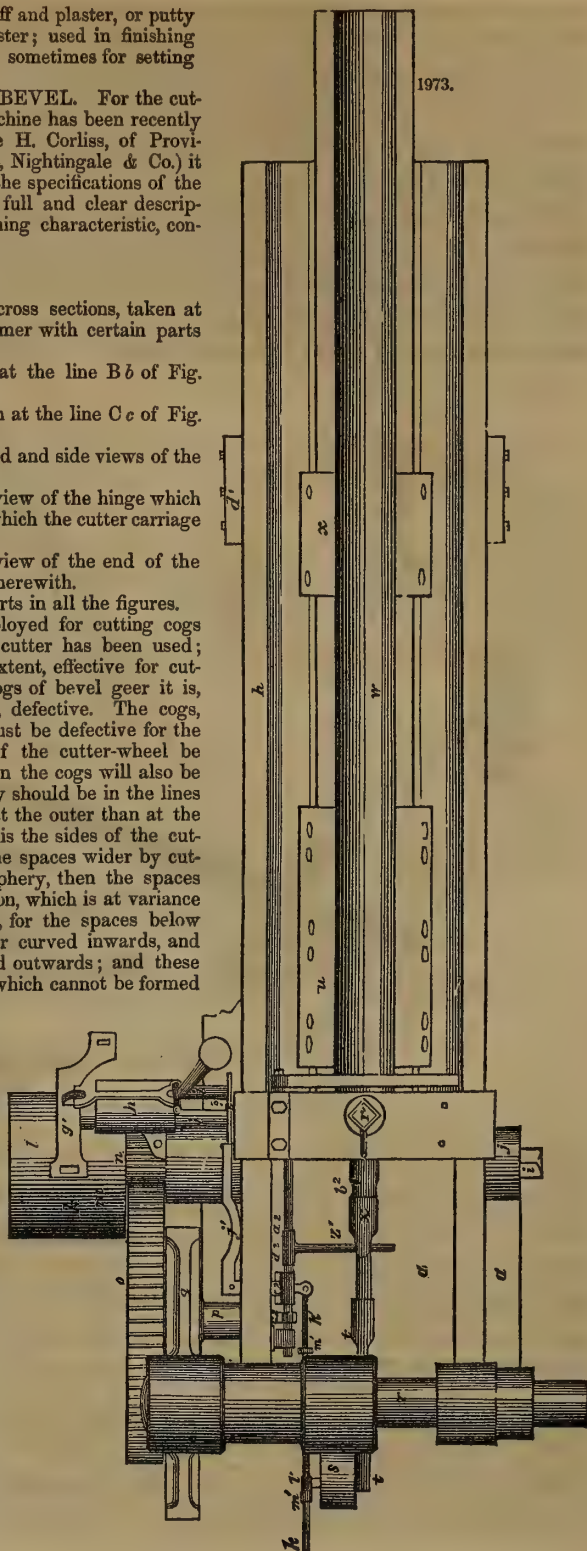 ff and plaster, or putty
ster; used in finishing
sometimes for setting
BEVEL. For the cut-
chine has been recently
e H. Corliss, of Provi-
, Nightingale & Co.) it
he specifications of the
full and clear descrip-
ning characteristic, con-
cross sections, taken at
mer with certain parts
at the line B b of Fig.
n at the line C c of Fig.
d and side views of the
view of the hinge which
which the cutter carriage
view of the end of the
herewith.
rts in all the figures.
ployed for cutting cogs
cutter has been used;
xtent, effective for cut-
ogs of bevel geer it is,
, defective. The cogs,
ust be defective for the
f the cutter-wheel be
n the cogs will also be
y should be in the lines
t the outer than at the
is the sides of the cut-
ne spaces wider by cut-
phery, then the spaces
on, which is at variance
, for the spaces below
r curved inwards, and
d outwards; and these
which cannot be formed
1973.
d'
x
h
w
u
l
g'
h
n
j
i
r'
b²
z'
a²
d²
o
q
p
k
m'
t
a
a
r
s
t
m'
k